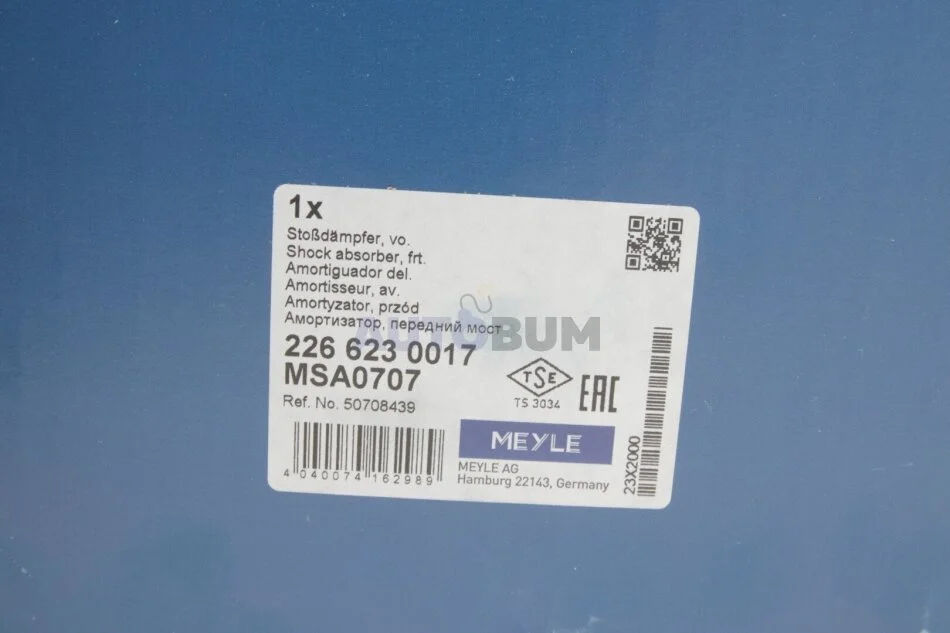 1x
Stoßdämpfer, vo.
Shock absorber, frt.
Amortiguador del.
Amortisseur, av.
Amortyzator, przód
Амортизатор, передний мост
AUTOBUM
226 623 0017
MSA0707
TSE
TS 3034
EAC
Ref. No. 50708439
MEYLE
MEYLE AG
Hamburg 22143, Germany
4 040074 162989
23X2000